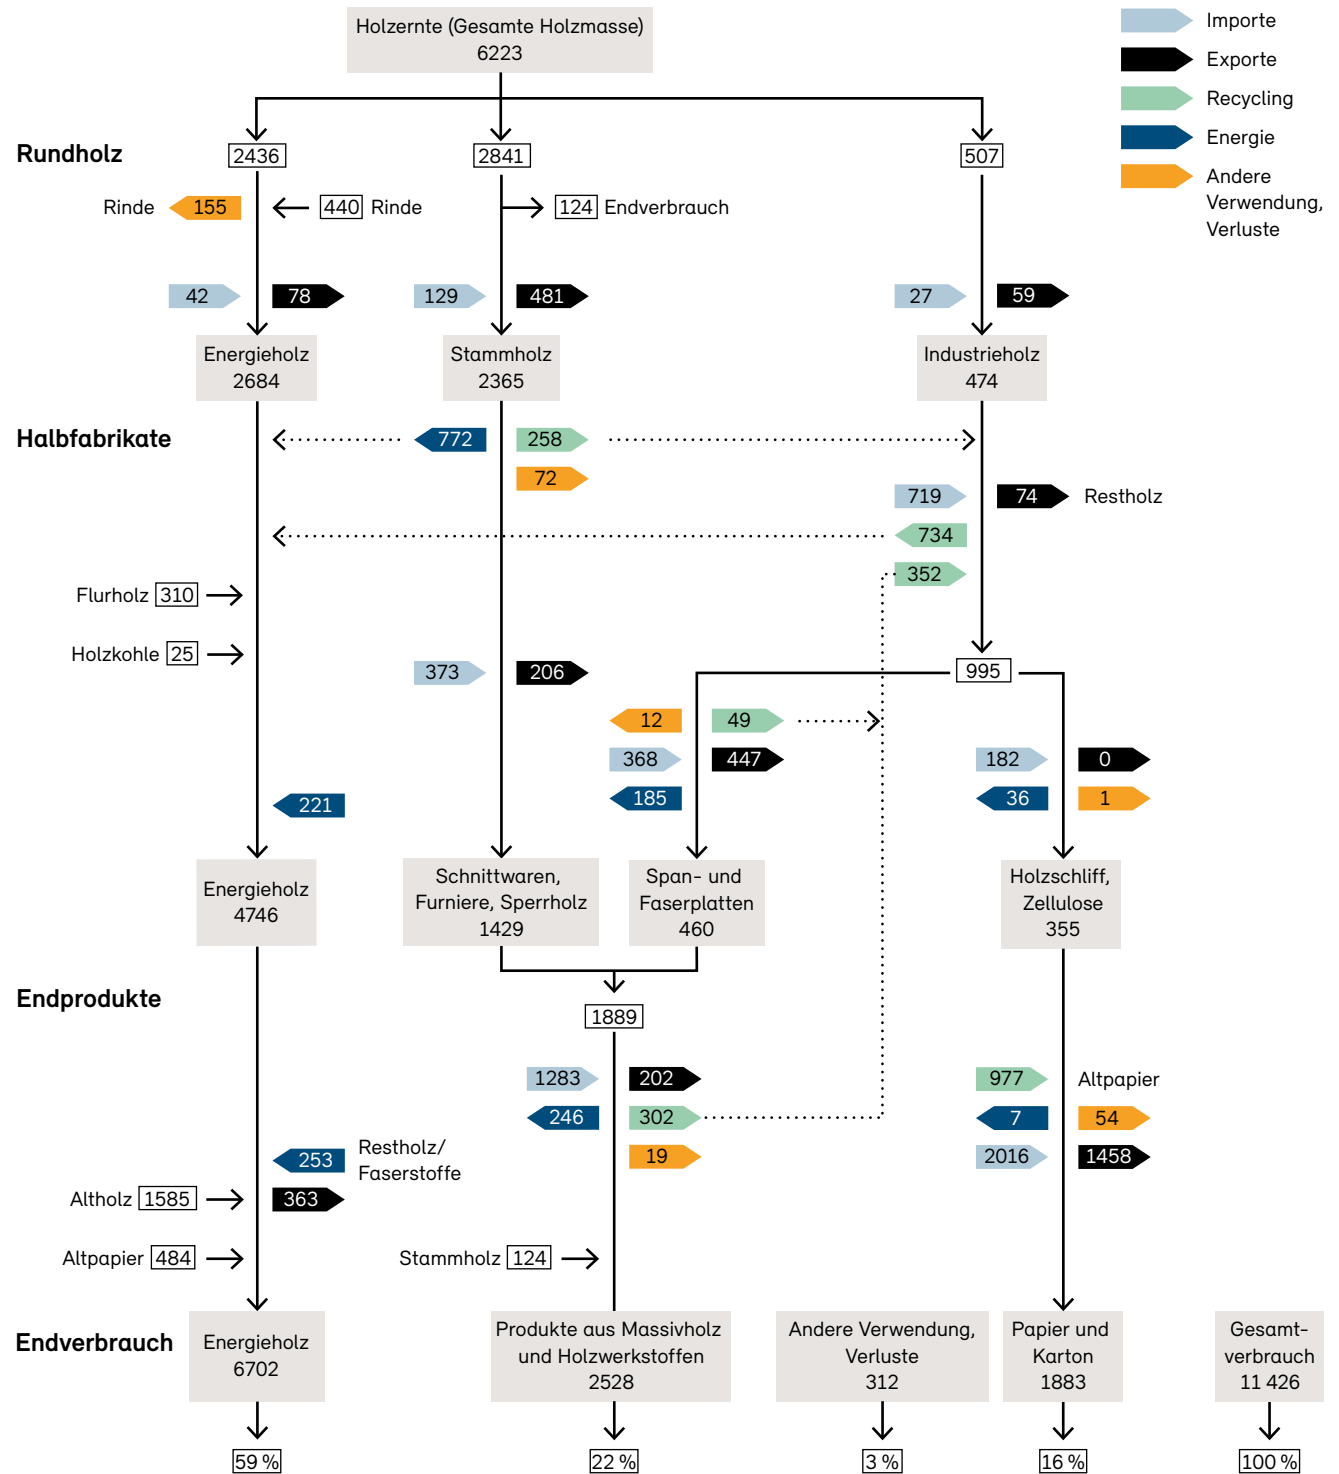 Holzernte (Gesamte Holzmasse)
6223
Importe
Exporte
Recycling
Energie
Andere
Verwendung,
Verluste
Rundholz
2436
2841
507
Rinde
155
440 Rinde
124 Endverbrauch
42
78
129
481
27
59
Energieholz
2684
Stammholz
2365
Industrieholz
474
Halbfabrikate
772
258
72
719
74
Restholz
734
352
Flurholz 310
Holzkohle 25
373
206
995
12
49
368
447
185
182
0
36
1
221
Energieholz
4746
Schnittwaren,
Furniere, Sperrholz
1429
Span- und
Faserplatten
460
Holzschliff,
Zellulose
355
Endprodukte
1889
1283
202
246
302
19
977
Altpapier
7
54
2016
1458
253
Restholz/
Faserstoffe
Altholz 1585
363
Altpapier 484
Stammholz 124
Endverbrauch
Energieholz
6702
Produkte aus Massivholz
und Holzwerkstoffen
2528
Andere Verwendung,
Verluste
312
Papier und
Karton
1883
Gesamt-
verbrauch
11 426
59 %
22 %
3 %
16 %
100 %